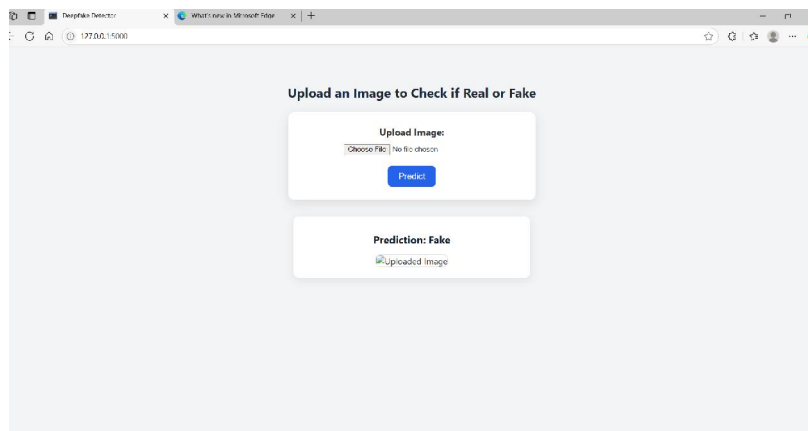 Deepfake Detector
What's new in Microsoft Edge
127.0.0.1:5000
Upload an Image to Check if Real or Fake
Upload Image:
Choose File No file chosen
Predict
Prediction: Fake
Uploaded Image